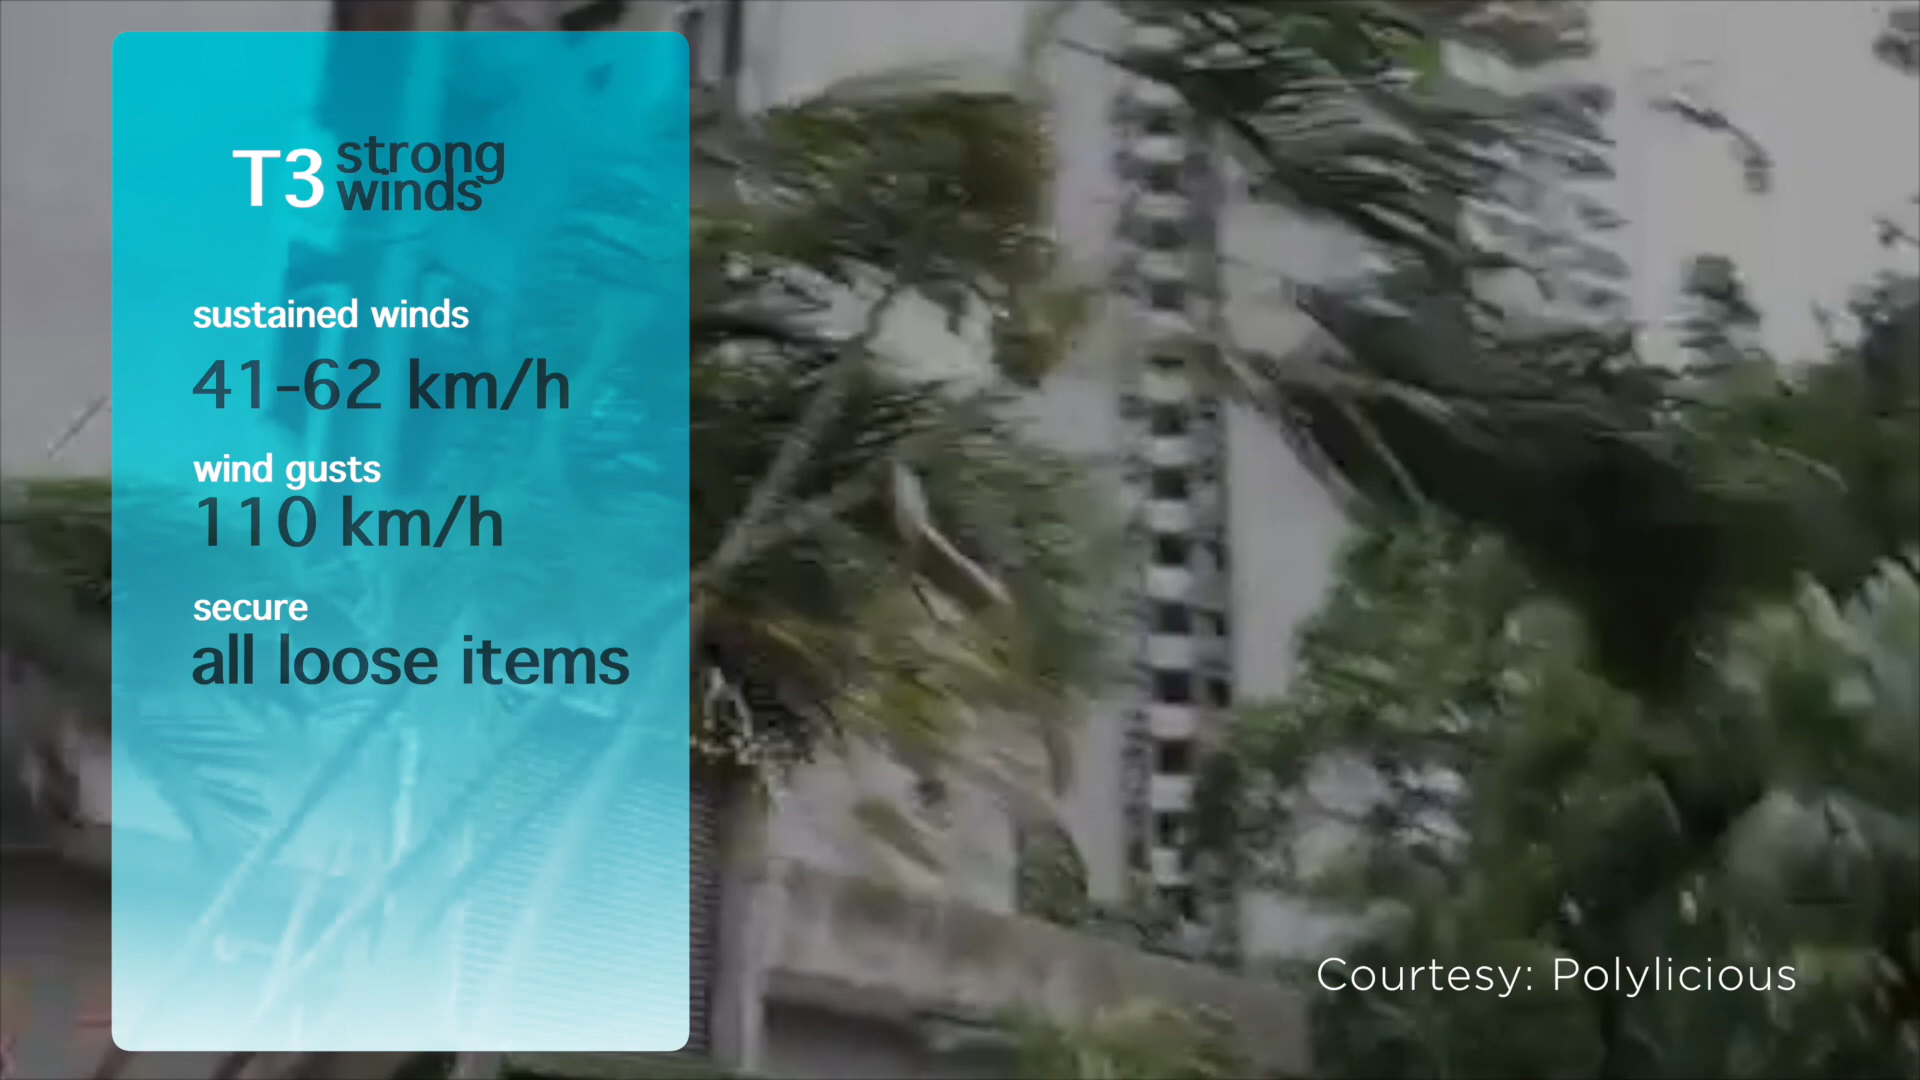 T3 strong
winds
sustained winds
41-62 km/h
wind gusts
110 km/h
secure
all loose items
Courtesy: Polylicious